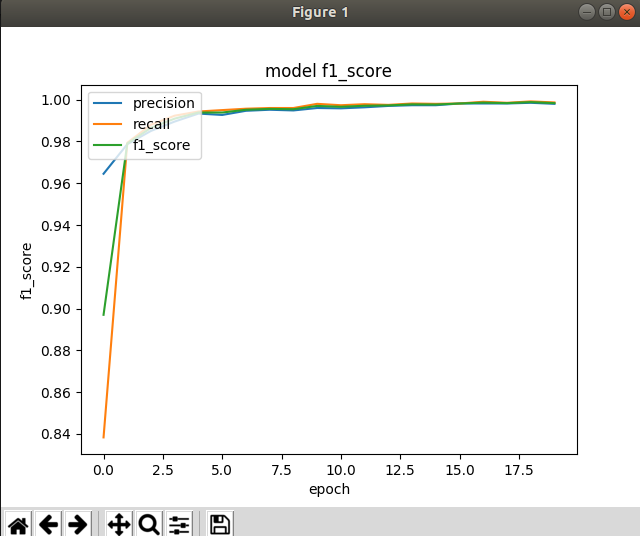 Figure 1
model f1_score
1.00
0.98
0.96
0.94
0.92
0.90
0.88
0.86
0.84
f1_score
precision
recall
f1_score
0.0 2.5 5.0 7.5 10.0 12.5 15.0 17.5
epoch